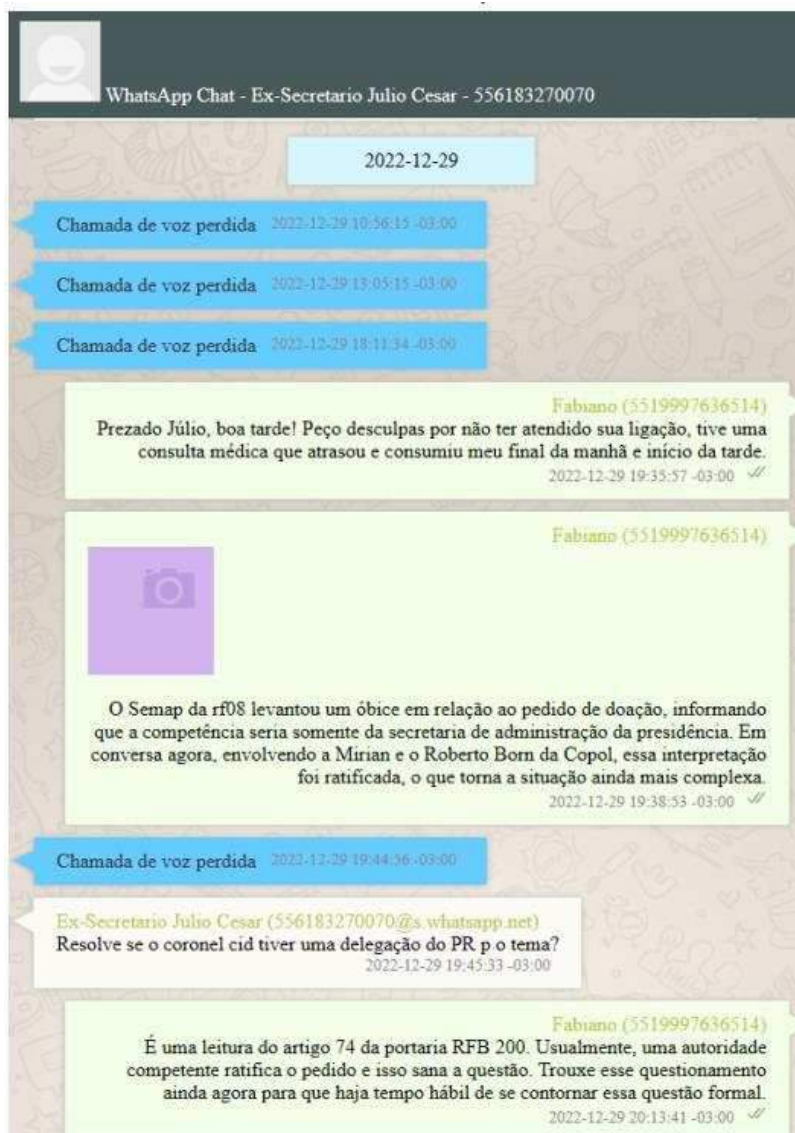 WhatsApp Chat - Ex-Secretario Julio Cesar - 556183270070
2022-12-29
Chamada de voz perdida 2022-12-29 10:56:15 -03:00
Chamada de voz perdida 2022-12-29 13:05:15 -03:00
Chamada de voz perdida 2022-12-29 18:11:34 -03:00
Fabiano (5519997636514)
Prezado Júlio, boa tarde! Peço desculpas por não ter atendido sua ligação, tive uma
consulta médica que atrasou e consumiu meu final da manhã e início da tarde.
2022-12-29 19:35:57 -03:00
Fabiano (5519997636514)
O Semap da rf08 levantou um óbice em relação ao pedido de doação, informando
que a competência seria somente da secretaria de administração da presidência. Em
conversa agora, envolvendo a Mirian e o Roberto Born da Copol, essa interpretação
foi ratificada, o que torna a situação ainda mais complexa.
2022-12-29 19:38:53 -03:00
Chamada de voz perdida 2022-12-29 19:44:36 -03:00
Ex-Secretario Julio Cesar (556183270070@s.whatsapp.net)
Resolve se o coronel cid tiver uma delegação do PR p o tema?
2022-12-29 19:45:33 -03:00
Fabiano (5519997636514)
É uma leitura do artigo 74 da portaria RFB 200. Usualmente, uma autoridade
competente ratifica o pedido e isso sana a questão. Trouxe esse questionamento
ainda agora para que haja tempo hábil de se contornar essa questão formal.
2022-12-29 20:13:41 -03:00